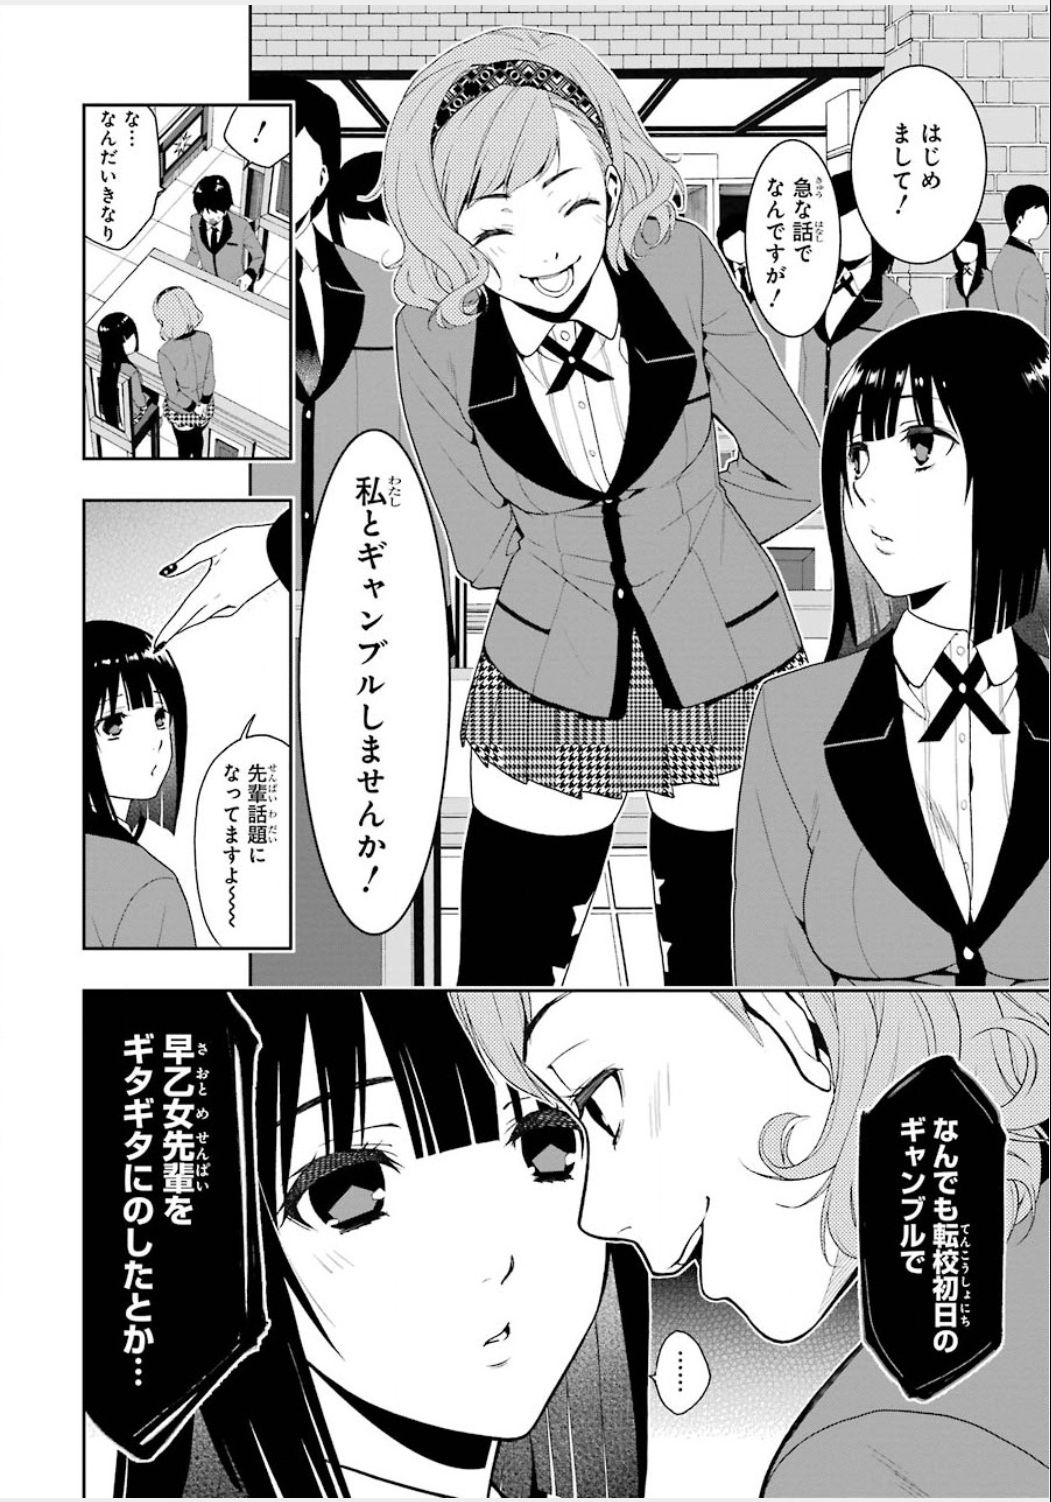 はじめ
まして！
急な話で
なんですが！
私とギャンブルしませんか！
！
な…
なんだいきなり
先輩話題に
なってますよ〜〜〜
なんでも転校初日の
ギャンブルで
……
早乙女先輩を
ギタギタにのしたとか…